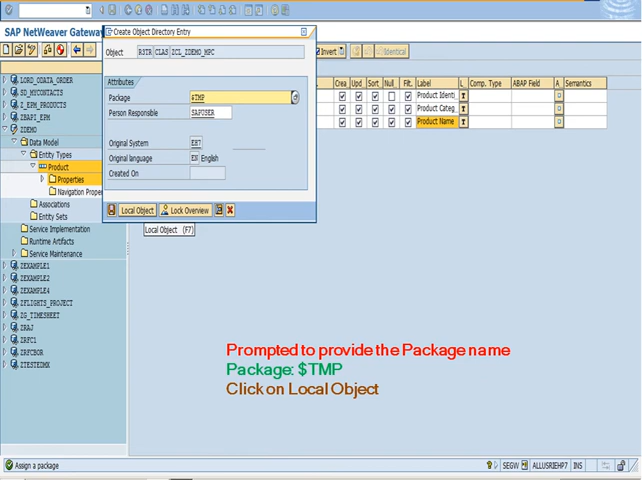 SAP NetWeaver Gateway
Create Object Directory Entry
Object R3TR CLAS ZCL_ZDEMO_MPC
Attributes
Package $TMP
Person Responsible SAPUSER
Original System EH7
Original language EN English
Created On
Local Object
Lock Overview
Local Object (F7)
Invert
Identical
Crea Upd Sort Null Filt. Label L Comp. Type ABAP Field A Semantics
Product Identi T
Product Categ T
Product Name T
LORD_ODATA_ORDER
SD_MYCONTACTS
Z_EPM_PRODUCTS
ZBAPI_EPM
ZDEMO
Data Model
Entity Types
Product
Properties
Navigation Proper
Associations
Entity Sets
Service Implementation
Runtime Artifacts
Service Maintenance
ZEXAMPLE1
ZEXAMPLE2
ZEXAMPLE4
ZFLIGHTS_PROJECT
ZG_TIMESHEET
ZRAJ
ZRFC1
ZRFCBOR
ZTESTEDMX
Prompted to provide the Package name
Package: $TMP
Click on Local Object
Assign a package
SEGW ALLUSRIEHP7 INS